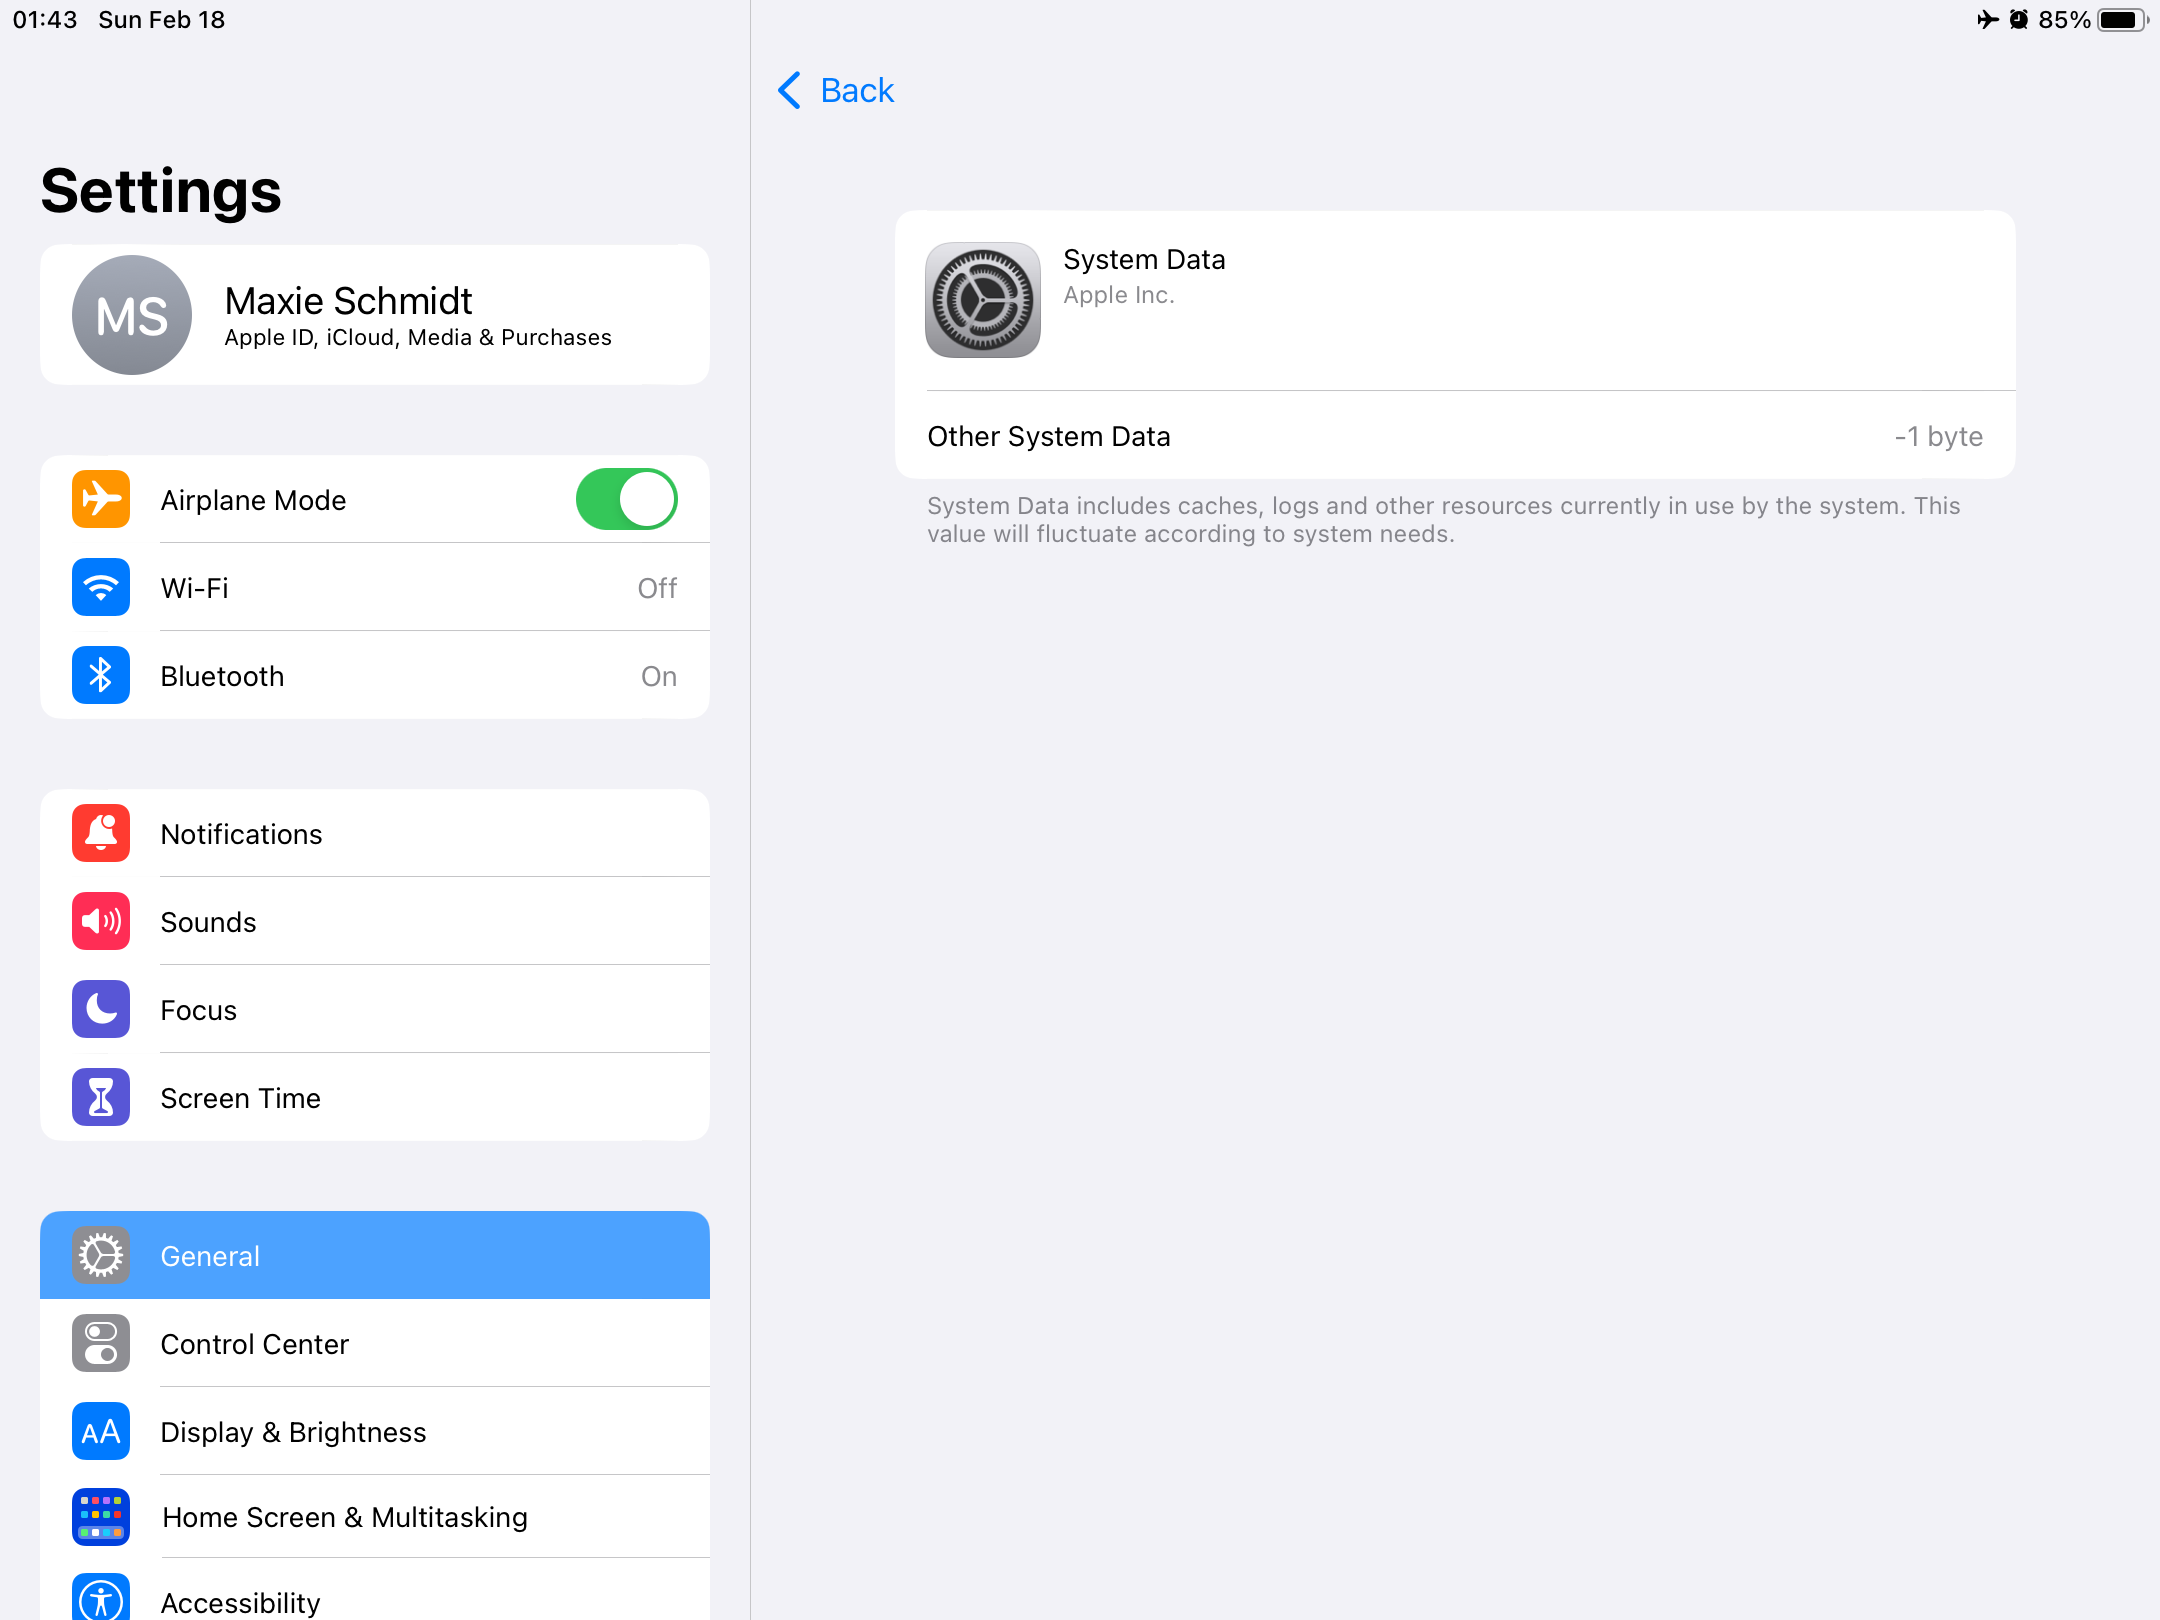 01:43 Sun Feb 18
85%
Settings
MS
Maxie Schmidt
Apple ID, iCloud, Media & Purchases
Airplane Mode
Wi-Fi Off
Bluetooth On
Notifications
Sounds
Focus
Screen Time
General
Control Center
AA
Display & Brightness
Home Screen & Multitasking
Accessibility
Back
System Data
Apple Inc.
Other System Data -1 byte
System Data includes caches, logs and other resources currently in use by the system. This
value will fluctuate according to system needs.